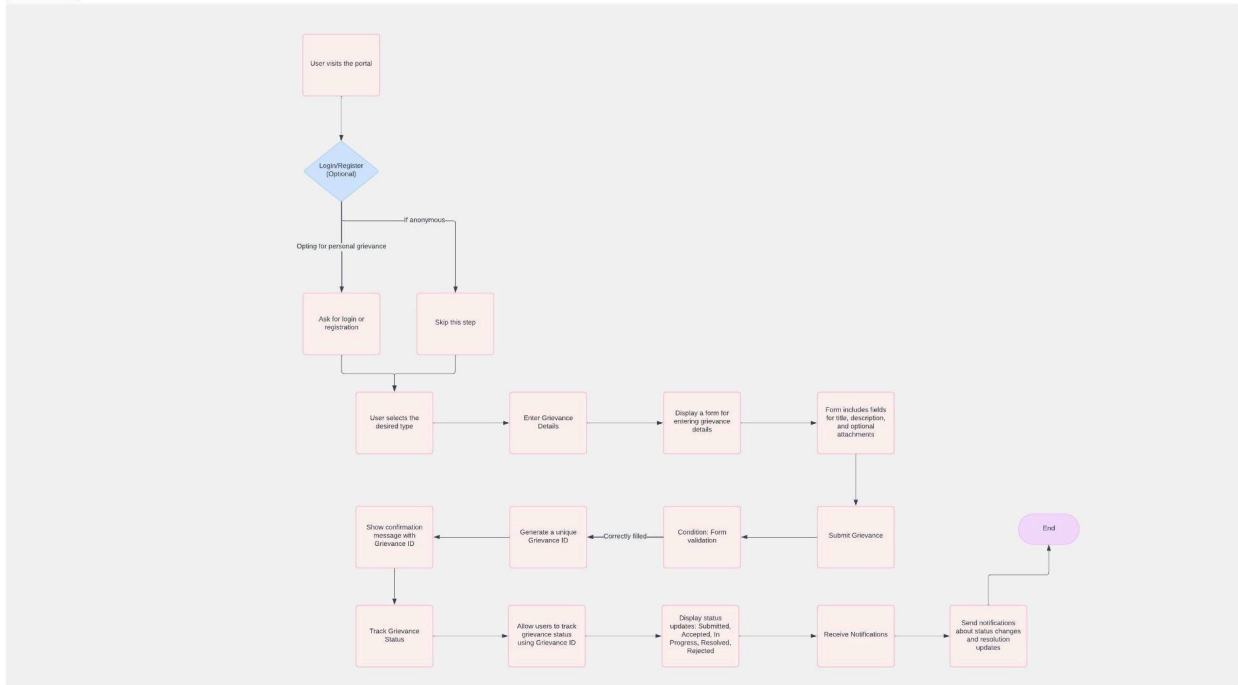 User visits the portal
Login/Register
(Optional)
If anonymous
Opting for personal grievance
Ask for login or
registration
Skip this step
User selects the
desired type
Enter Grievance
Details
Display a form for
entering grievance
details
Form includes fields
for title, description,
and optional
attachments
Show confirmation
message with
Grievance ID
Generate a unique
Grievance ID
Correctly filled
Condition: Form
validation
Submit Grievance
End
Track Grievance
Status
Allow users to track
grievance status
using Grievance ID
Display status
updates: Submitted,
Accepted, In
Progress, Resolved,
Rejected
Receive Notifications
Send notifications
about status changes
and resolution
updates